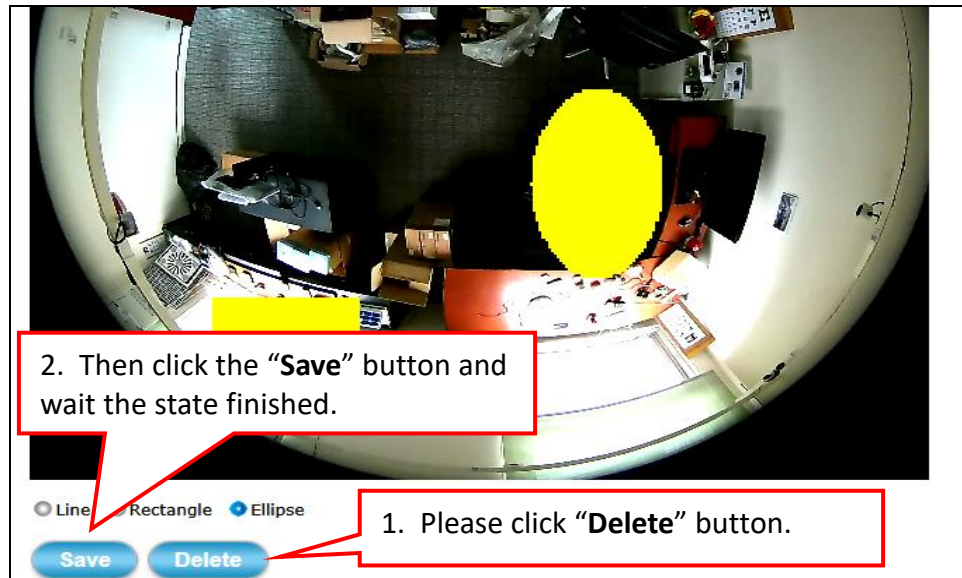 2. Then click the “Save” button and
wait the state finished.
Line Rectangle Ellipse
1. Please click “Delete” button.
Save Delete